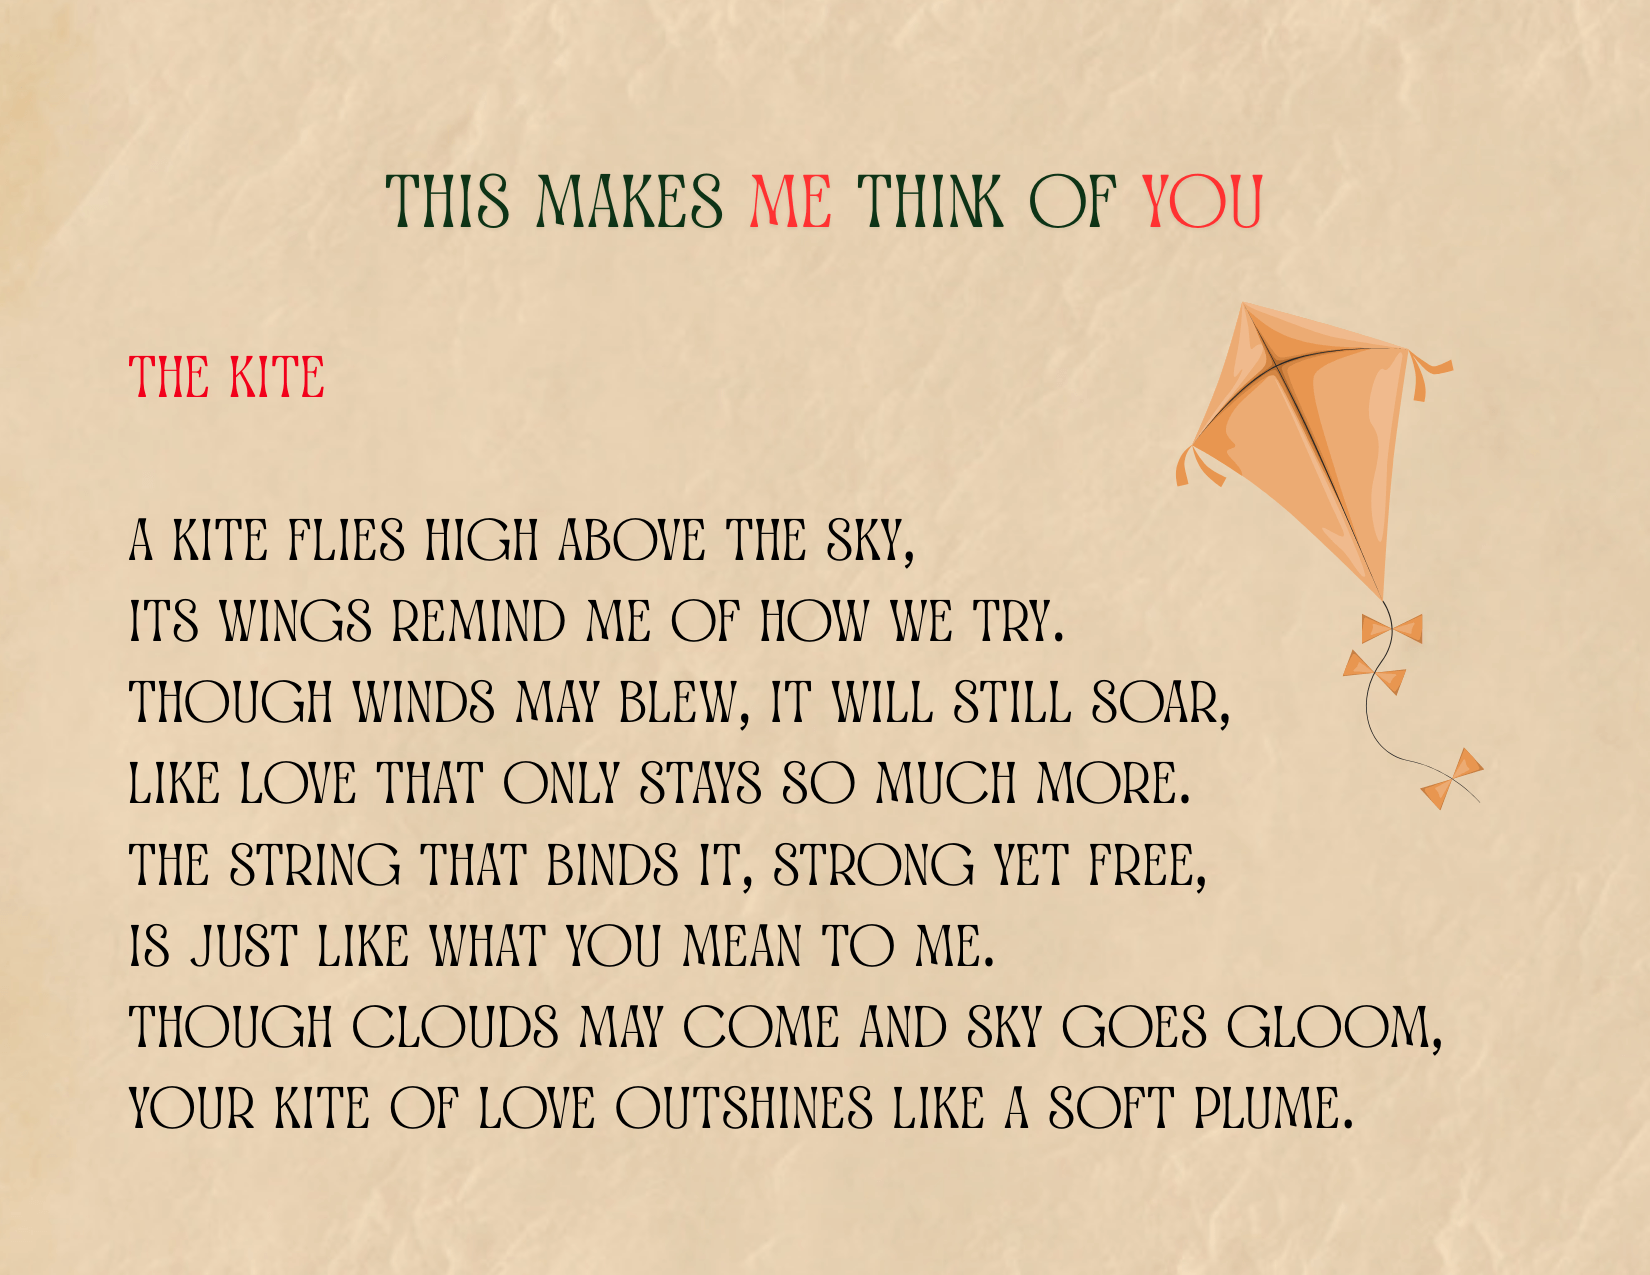 THIS MAKES ME THINK OF YOU
THE KITE
A KITE FLIES HIGH ABOVE THE SKY,
ITS WINGS REMIND ME OF HOW WE TRY.
THOUGH WINDS MAY BLEW, IT WILL STILL SOAR,
LIKE LOVE THAT ONLY STAYS SO MUCH MORE.
THE STRING THAT BINDS IT, STRONG YET FREE,
IS JUST LIKE WHAT YOU MEAN TO ME.
THOUGH CLOUDS MAY COME AND SKY GOES GLOOM,
YOUR KITE OF LOVE OUTSHINES LIKE A SOFT PLUME.